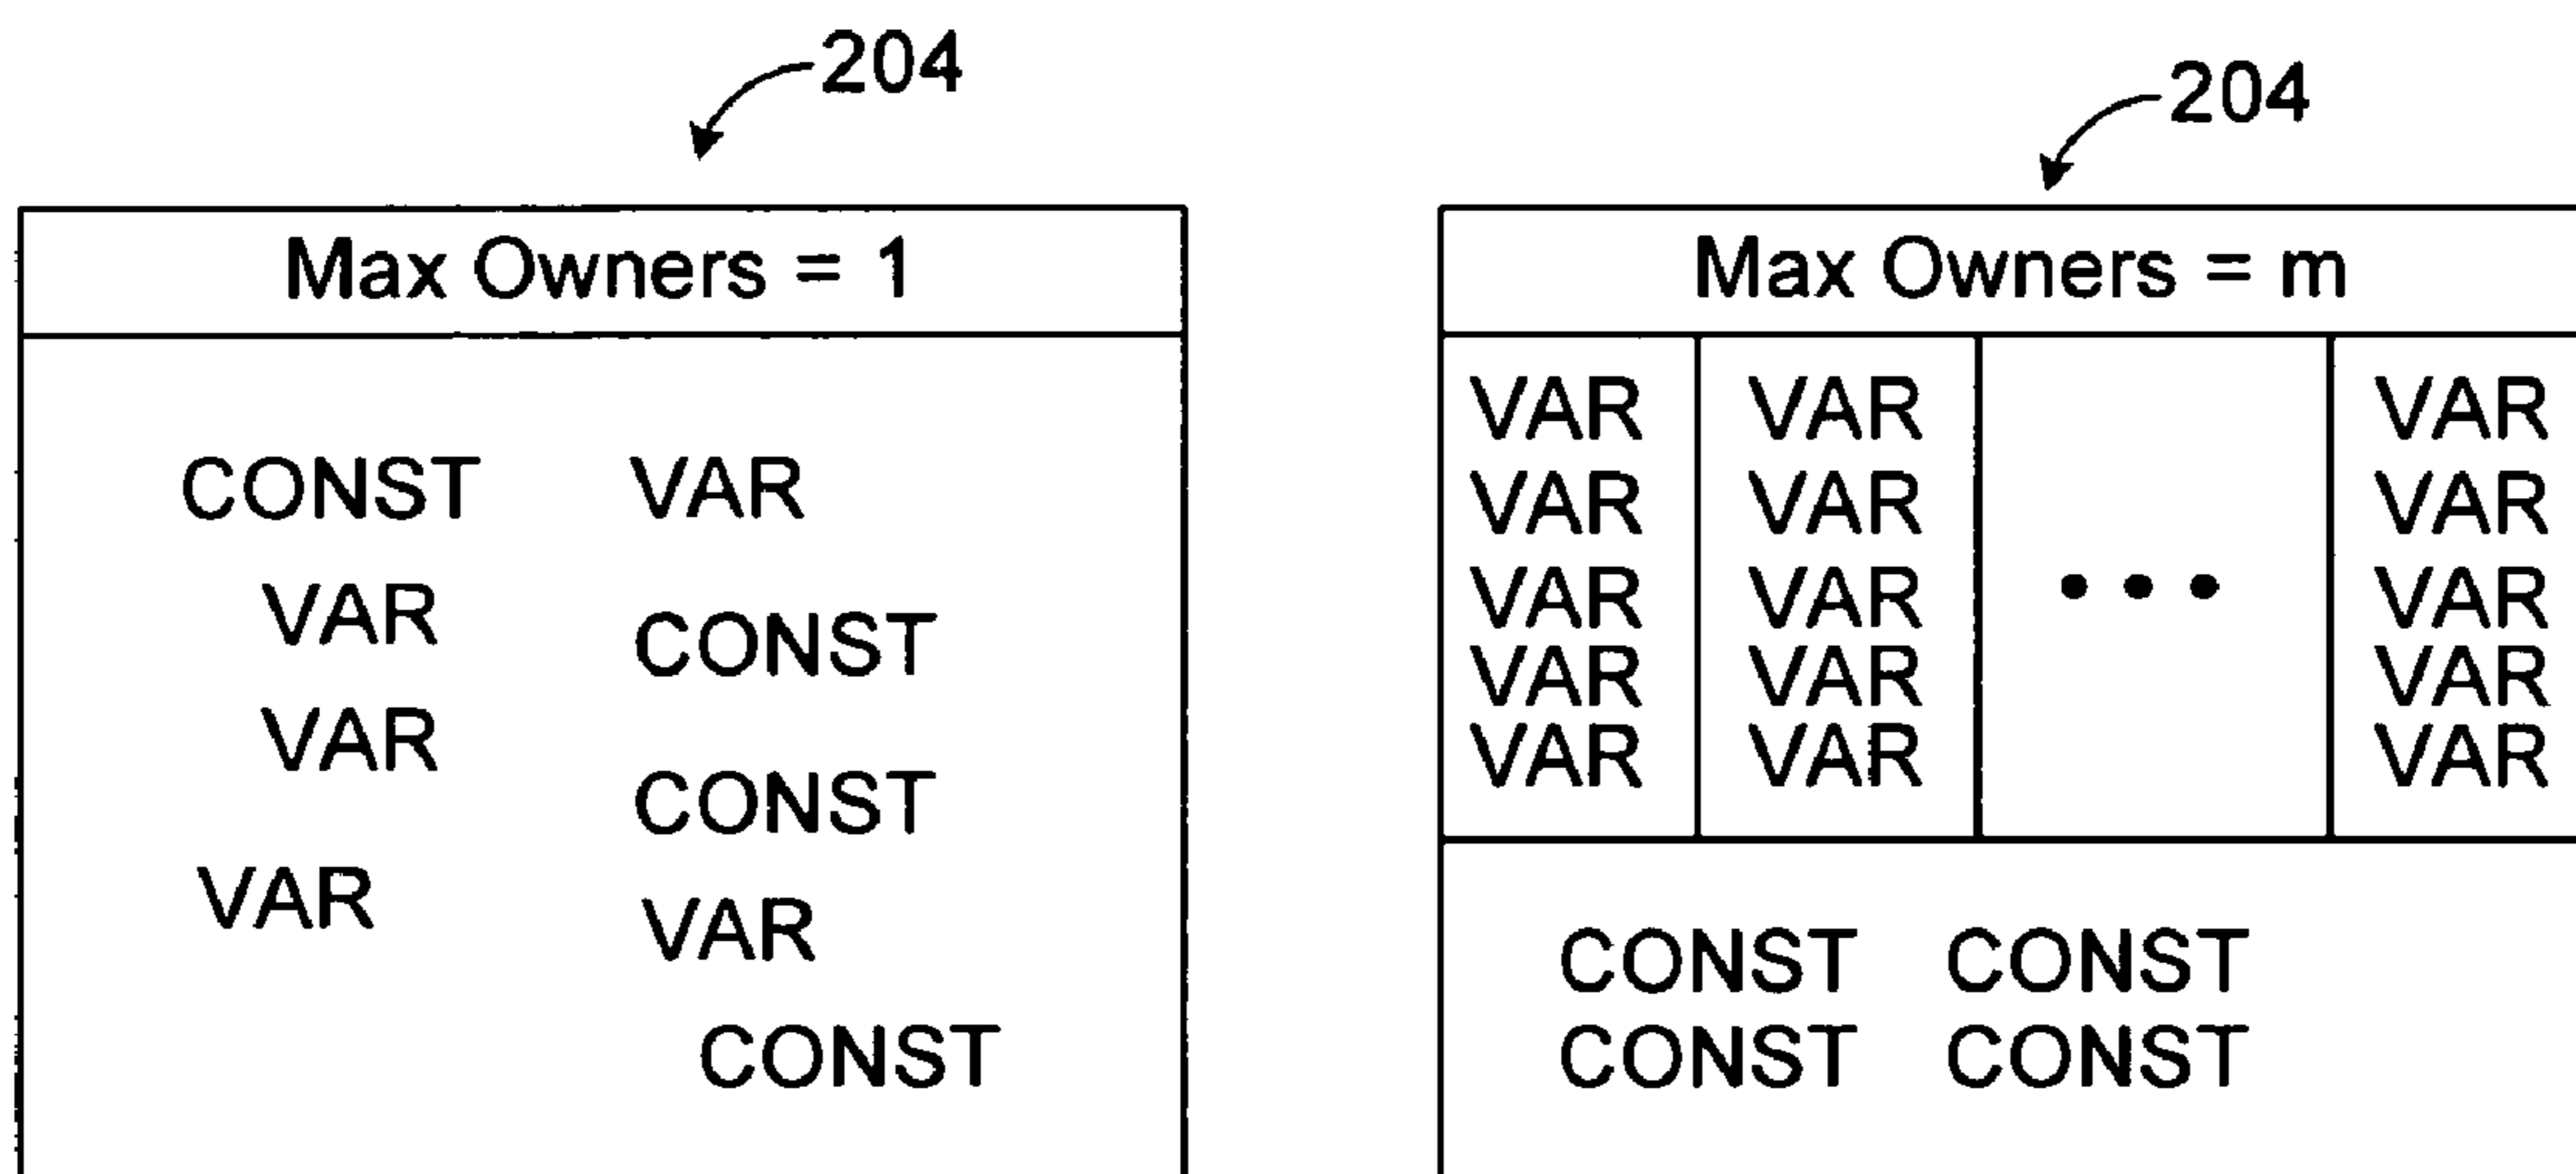 204
Max Owners = 1
CONST VAR
VAR
CONST
VAR
CONST
VAR
VAR
CONST
204
Max Owners = m
VAR VAR VAR
VAR VAR VAR
VAR VAR • • • VAR
VAR VAR VAR
VAR VAR VAR
CONST CONST
CONST CONST